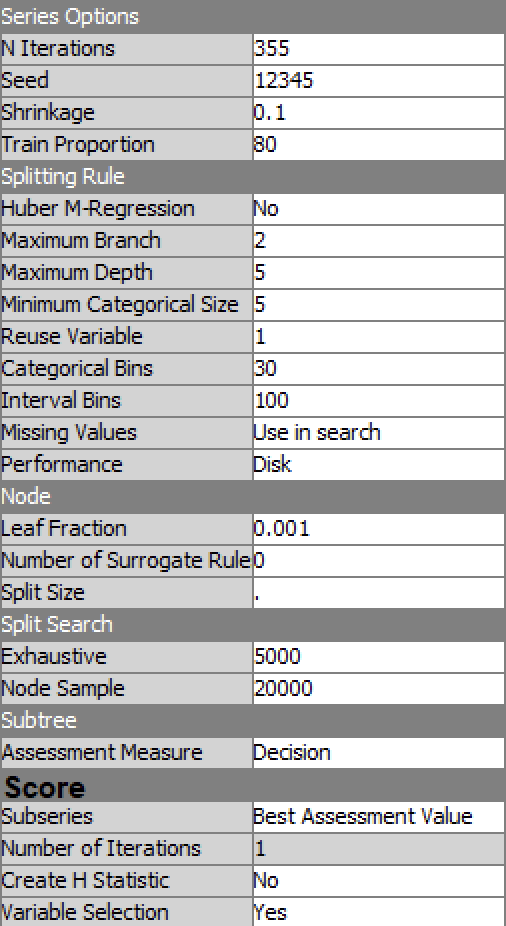 Series Options
N Iterations 355
Seed 12345
Shrinkage 0.1
Train Proportion 80
Splitting Rule
Huber M-Regression No
Maximum Branch 2
Maximum Depth 5
Minimum Categorical Size 5
Reuse Variable 1
Categorical Bins 30
Interval Bins 100
Missing Values Use in search
Performance Disk
Node
Leaf Fraction 0.001
Number of Surrogate Rule 0
Split Size .
Split Search
Exhaustive 5000
Node Sample 20000
Subtree
Assessment Measure Decision
Score
Subseries Best Assessment Value
Number of Iterations 1
Create H Statistic No
Variable Selection Yes